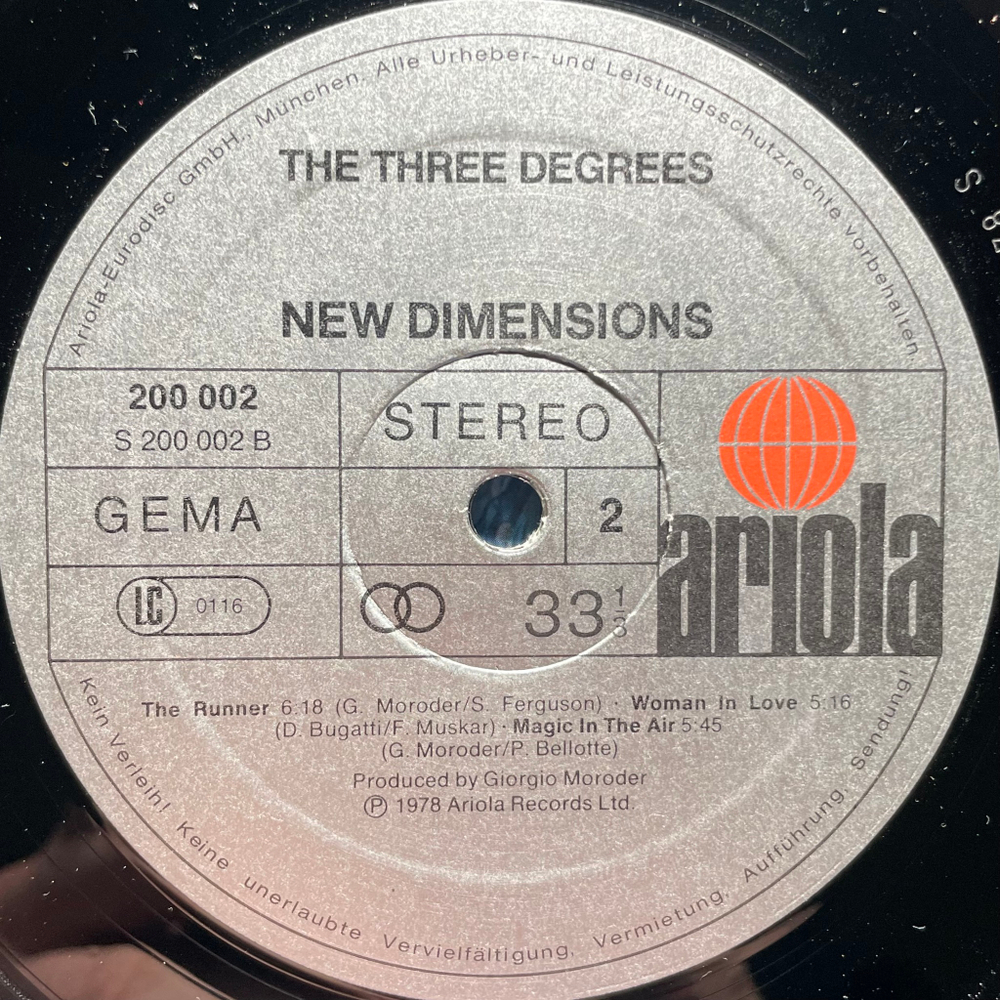 Ariola-Eurodisc GmbH., München. Alle Urheber- und Leistungsschutzrechte vorbehalten
THE THREE DEGREES
NEW DIMENSIONS
200 002
S 200 002 B
STEREO
GEMA
2
LC 0116
33 1/3
ariola
The Runner 6:18 (G. Moroder/S. Ferguson) · Woman In Love 5:16
(D. Bugatti/F. Muskar) · Magic In The Air 5:45
(G. Moroder/P. Bellotte)
Produced by Giorgio Moroder
Ⓟ 1978 Ariola Records Ltd.
Kein Verleih! Keine unerlaubte Vervielfältigung, Vermietung, Aufführung, Sendung!